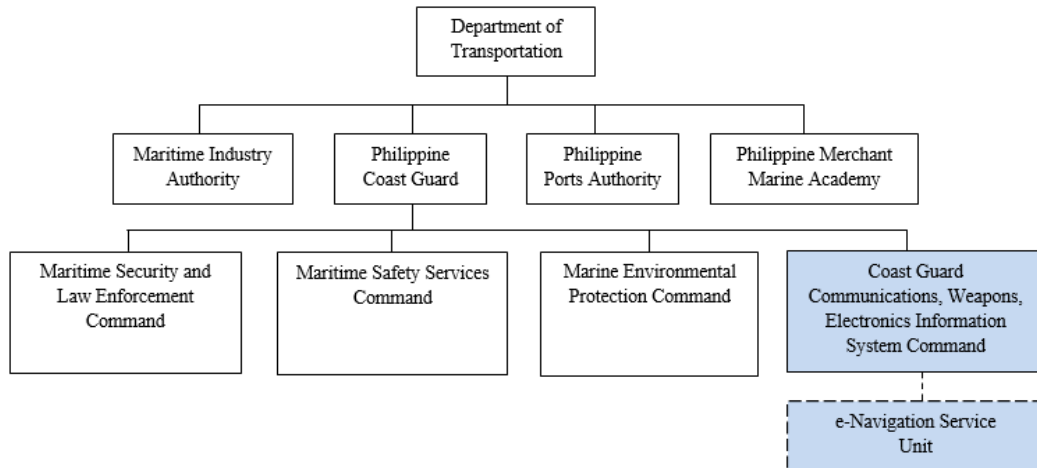 Department of
Transportation
Maritime Industry
Authority
Philippine
Coast Guard
Philippine
Ports Authority
Philippine Merchant
Marine Academy
Maritime Security and
Law Enforcement
Command
Maritime Safety Services
Command
Marine Environmental
Protection Command
Coast Guard
Communications, Weapons,
Electronics Information
System Command
e-Navigation Service
Unit